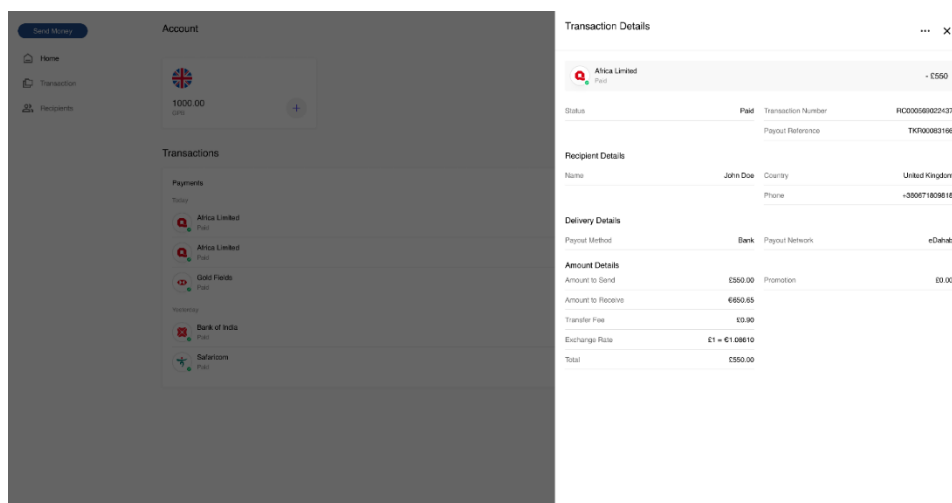 Send Money
Home
Transaction
Recipients
Account
1000.00
Transactions
Payments
Today
Africa Limited
Paid
Africa Limited
Paid
Gold Fields
Paid
Yesterday
Bank of India
Paid
Safaricom
Paid
Transaction Details
Africa Limited
Paid
- £550
Status Paid Transaction Number RC000569022437
Payout Reference TKR00083166
Recipient Details
Name John Doe Country United Kingdom
Phone +380671809818
Delivery Details
Payout Method Bank Payout Network eDahab
Amount Details
Amount to Send £550.00 Promotion £0.00
Amount to Receive €650.65
Transfer Fee £0.90
Exchange Rate £1 = €1.08610
Total £550.00